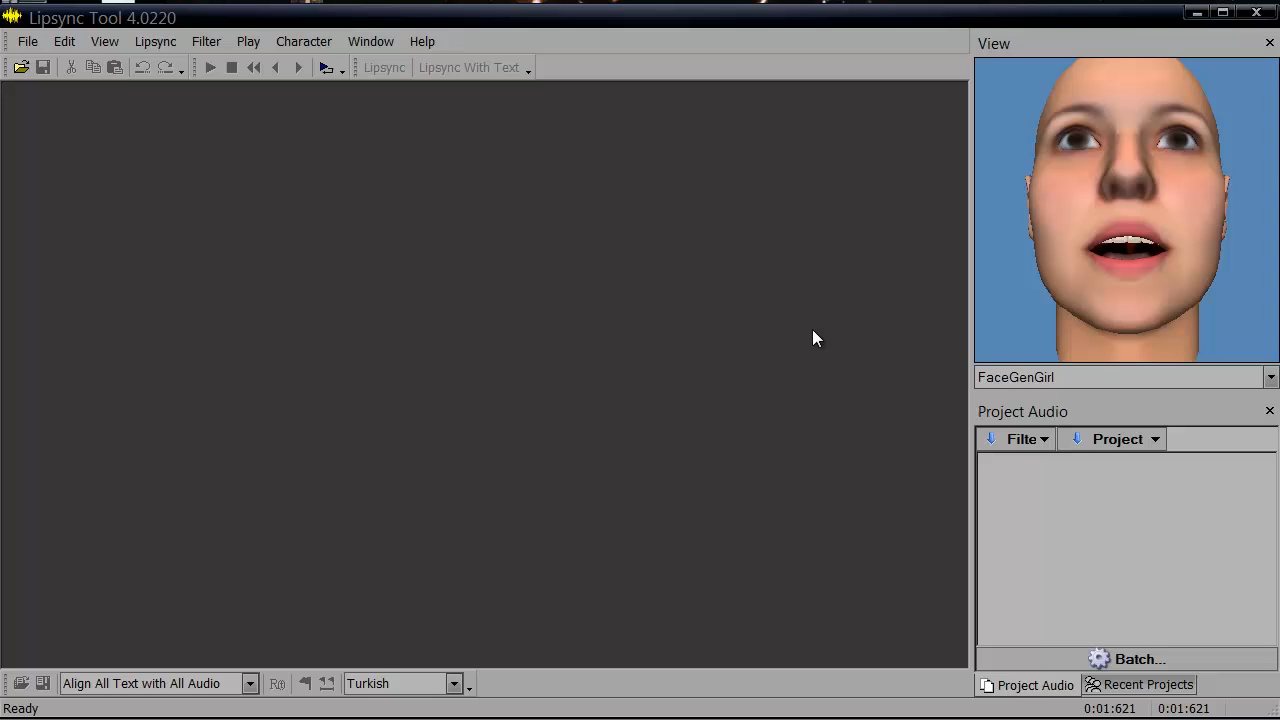 Lipsync Tool 4.0220
File Edit View Lipsync Filter Play Character Window Help
Lipsync Lipsync With Text
View
FaceGenGirl
Project Audio
Filte Project
Batch...
Project Audio Recent Projects
Align All Text with All Audio Turkish
Ready 0:01:621 0:01:621